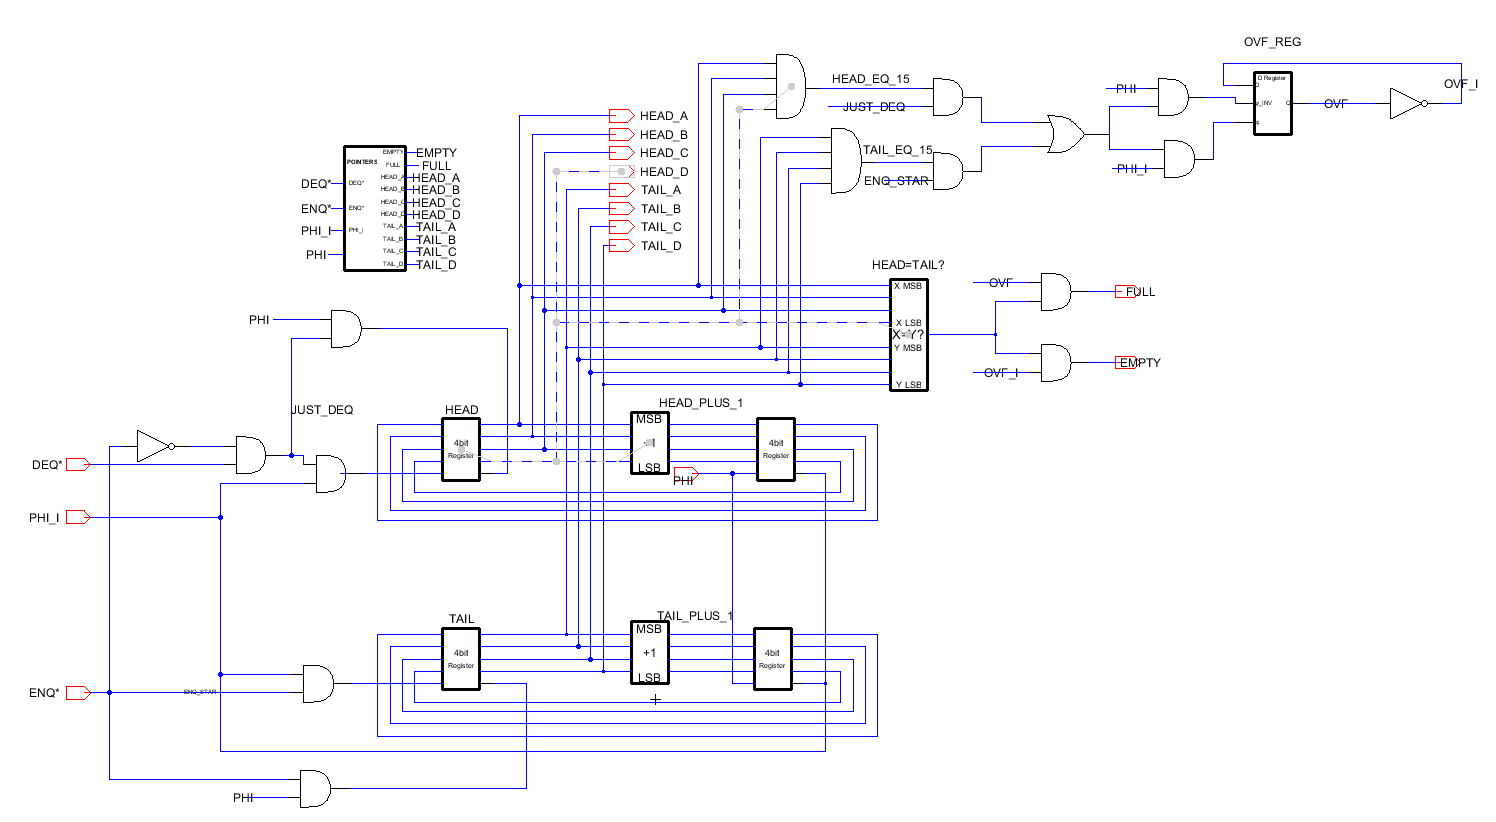 OVF_REG
D Register
D
φ_INV
Q
OVF
OVF_I
PHI
PHI_I
HEAD_EQ_15
JUST_DEQ
TAIL_EQ_15
ENQ_STAR
HEAD_A
HEAD_B
HEAD_C
HEAD_D
TAIL_A
TAIL_B
TAIL_C
TAIL_D
POINTERS
DEQ*
ENQ*
PHI_I
PHI
DEQ*
ENQ*
PHI_I
EMPTY
FULL
HEAD_A
HEAD_B
HEAD_C
HEAD_D
TAIL_A
TAIL_B
TAIL_C
TAIL_D
EMPTY
FULL
HEAD_A
HEAD_B
HEAD_C
HEAD_D
TAIL_A
TAIL_B
TAIL_C
TAIL_D
HEAD=TAIL?
X MSB
X LSB
X=Y?
Y MSB
Y LSB
OVF
FULL
OVF_I
EMPTY
PHI
JUST_DEQ
HEAD
4bit
Register
HEAD_PLUS_1
MSB
+1
LSB
PHI
4bit
Register
DEQ*
PHI_I
TAIL
4bit
Register
TAIL_PLUS_1
MSB
+1
LSB
4bit
Register
ENQ*
ENQ_STAR
PHI